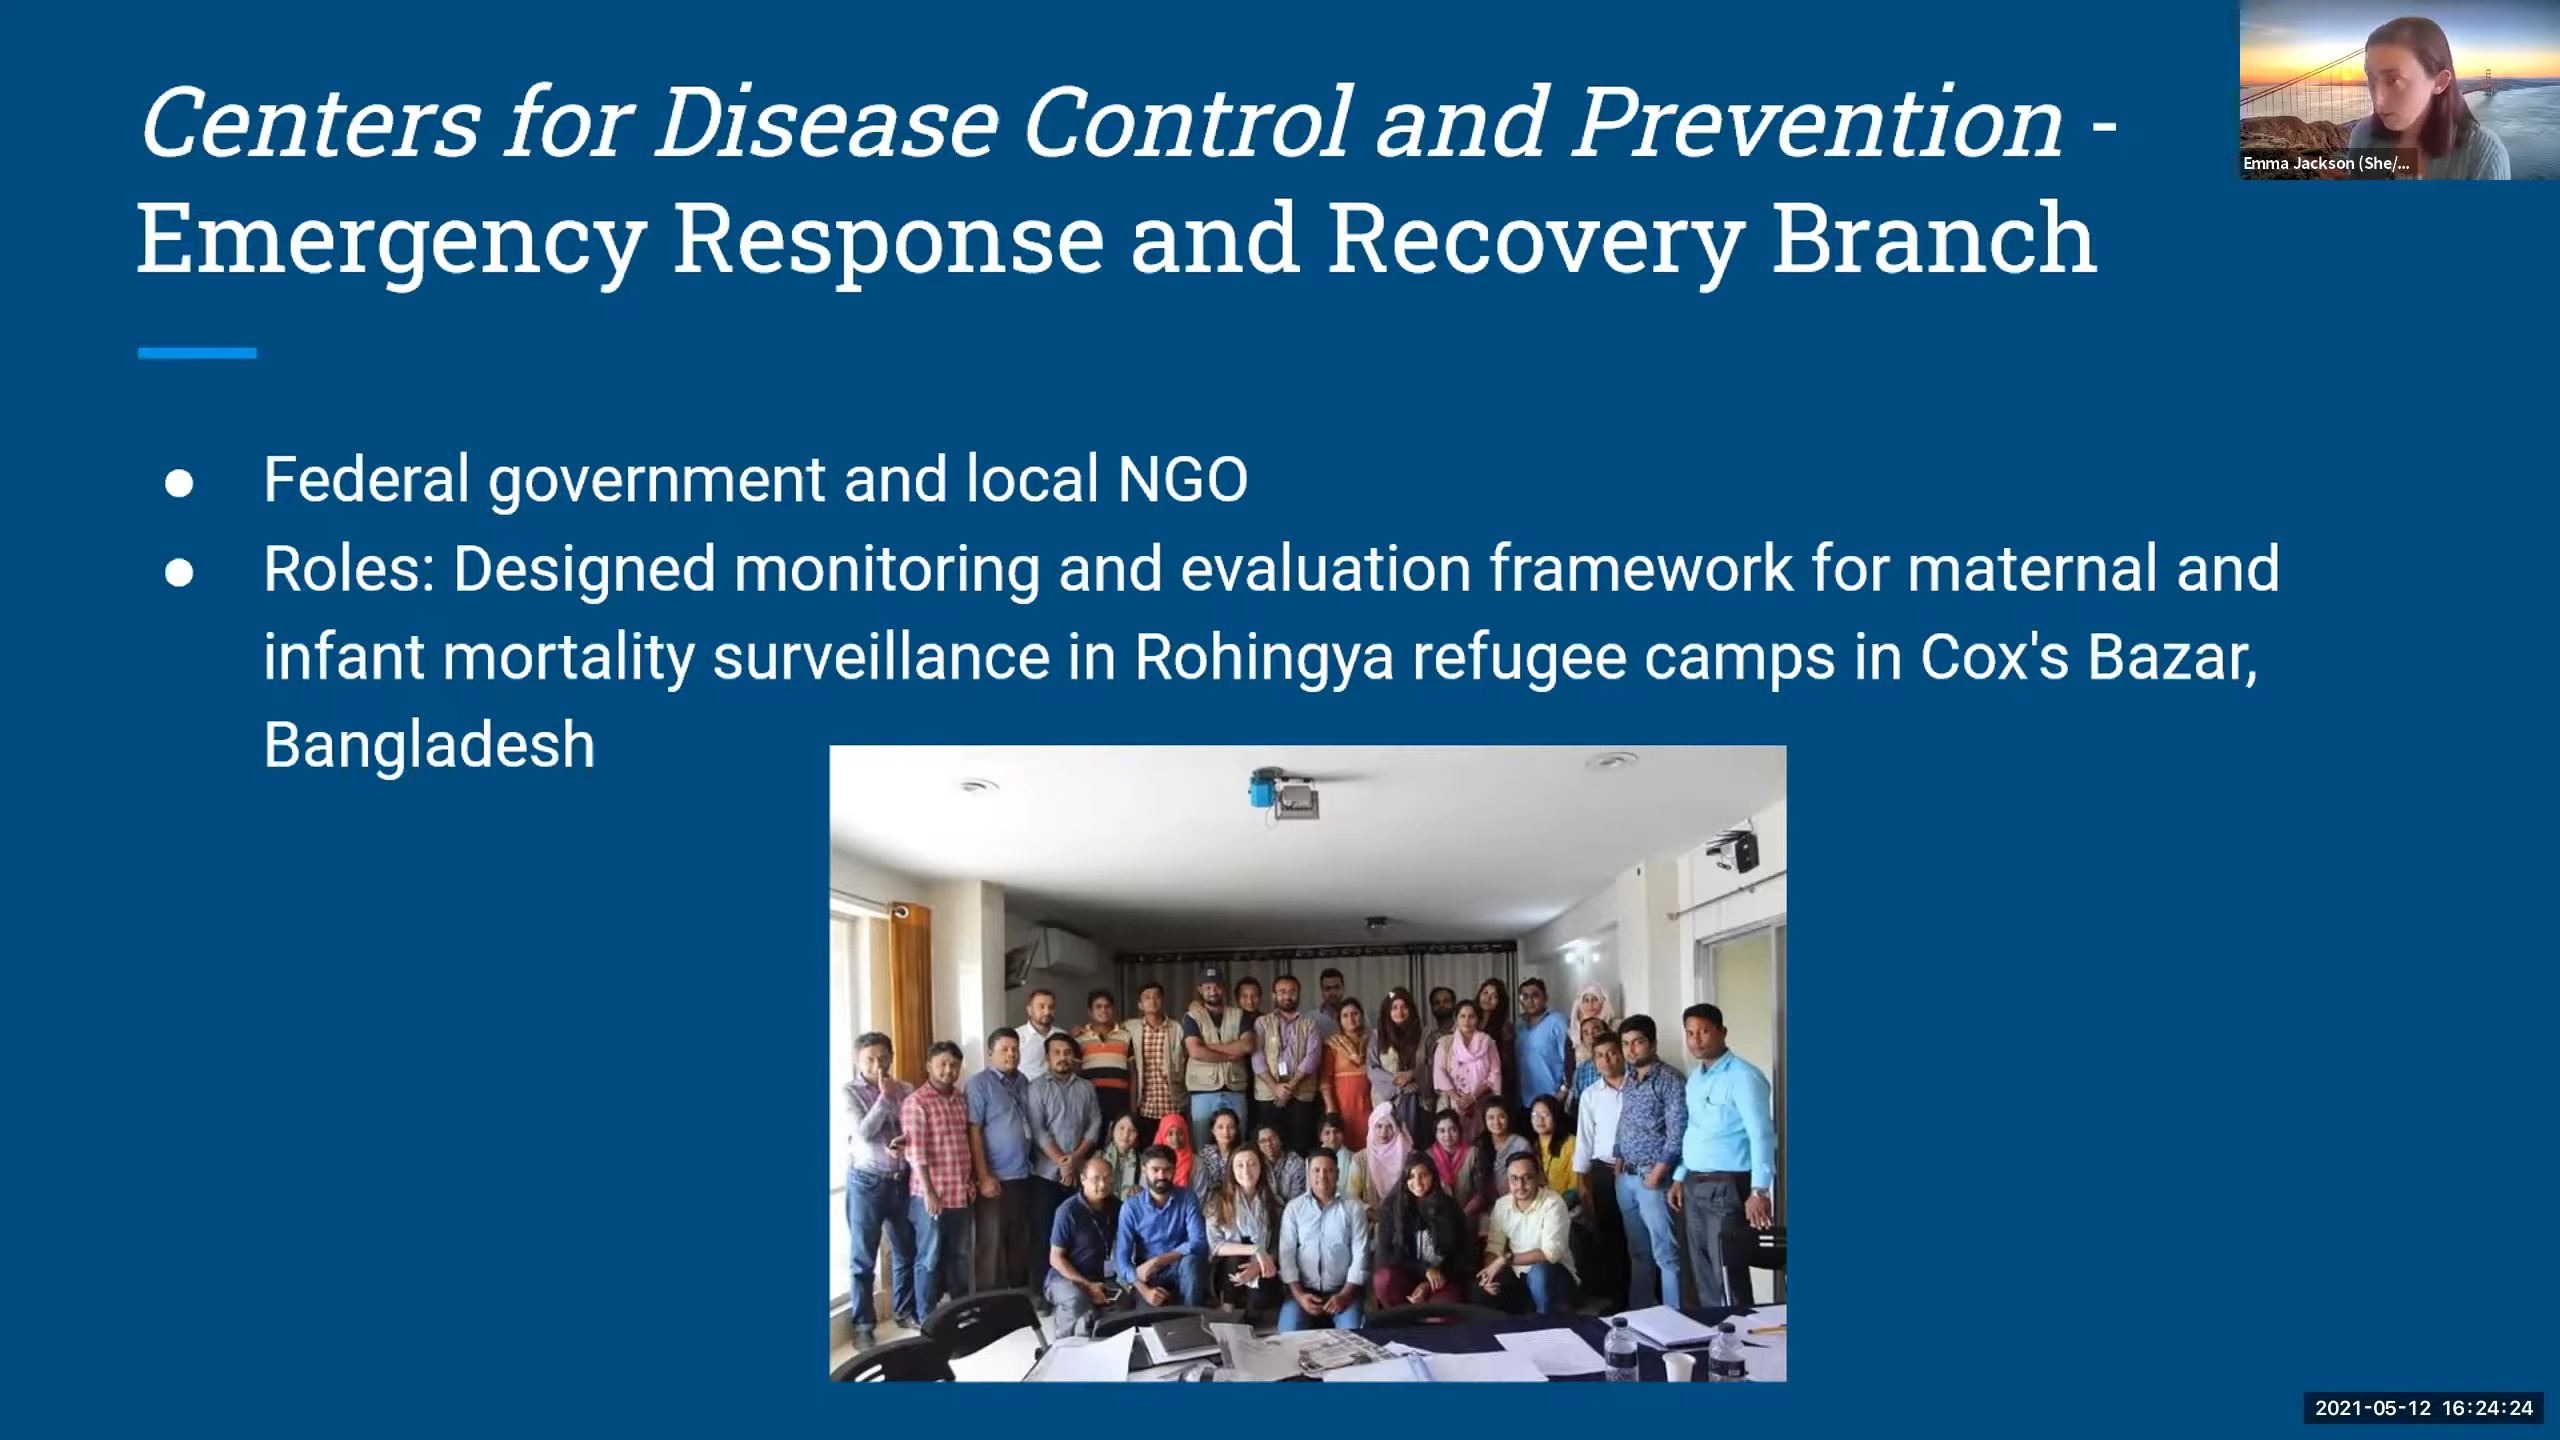 Centers for Disease Control and Prevention -
Emergency Response and Recovery Branch
Emma Jackson (She/...
● Federal government and local NGO
● Roles: Designed monitoring and evaluation framework for maternal and
infant mortality surveillance in Rohingya refugee camps in Cox's Bazar,
Bangladesh
2021-05-12 16:24:24